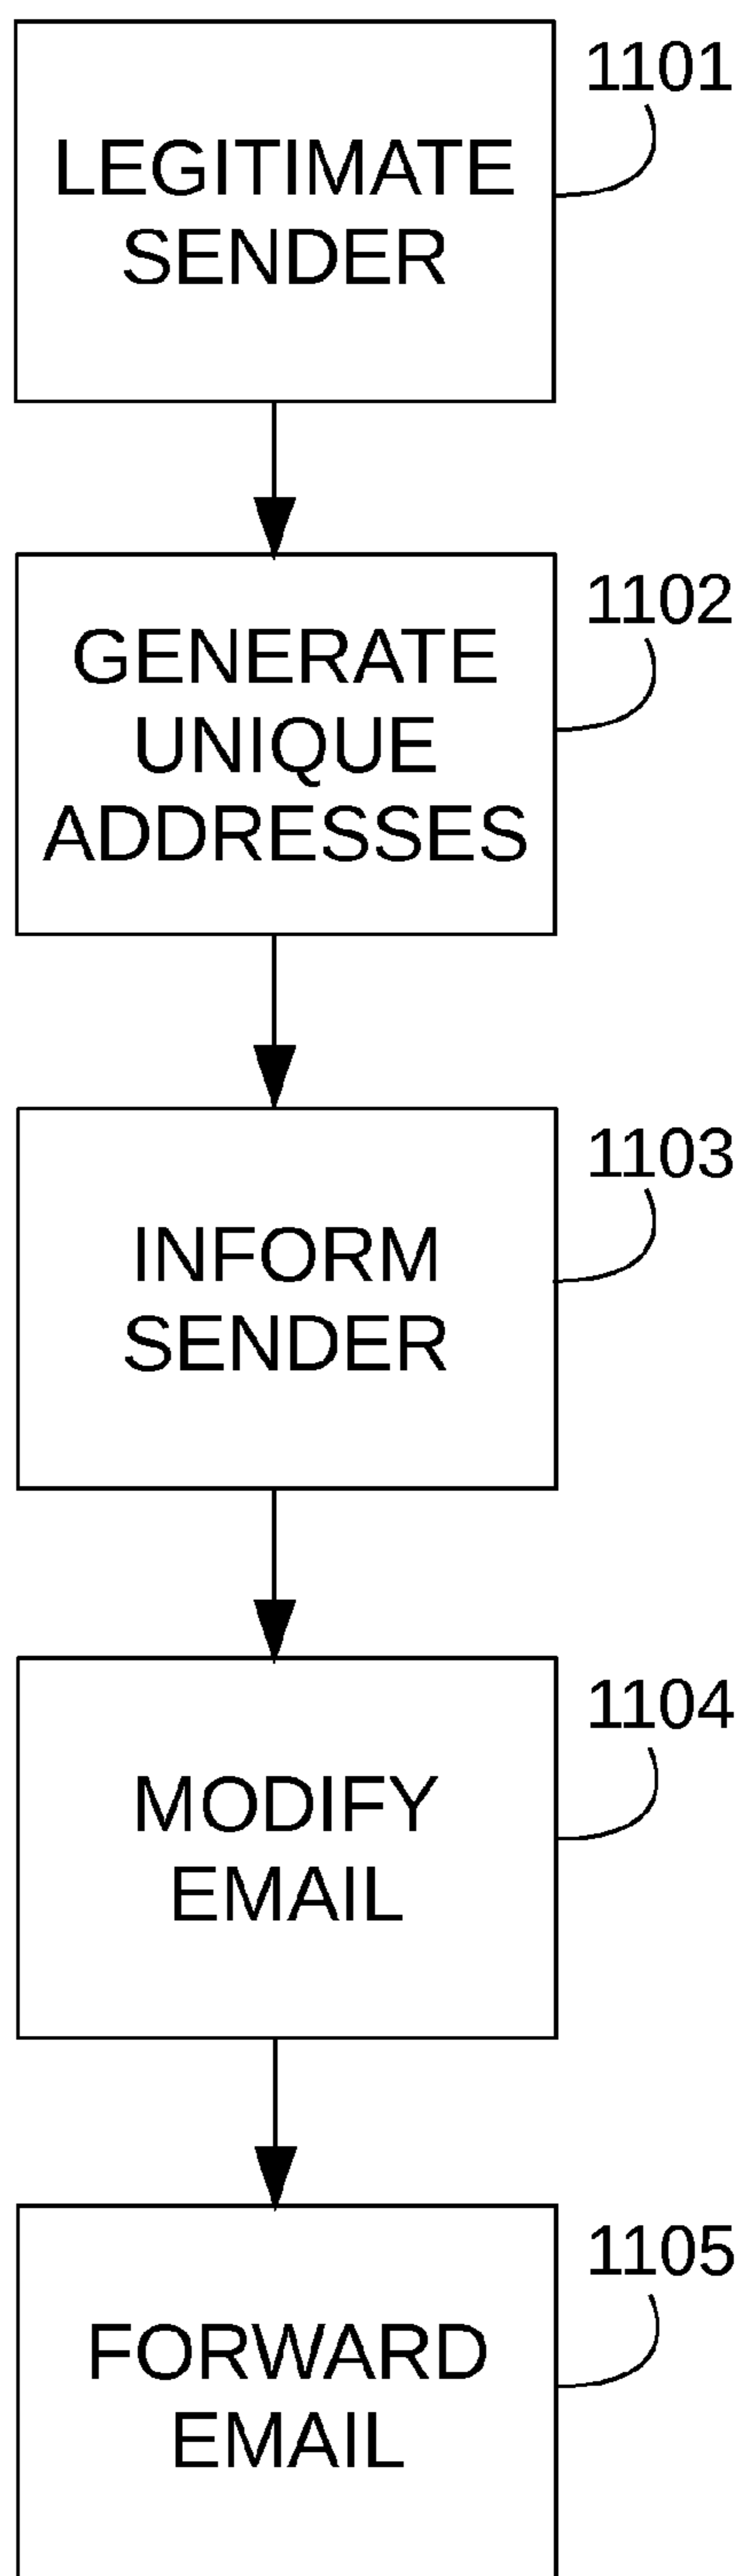 1101
LEGITIMATE
SENDER
1102
GENERATE
UNIQUE
ADDRESSES
1103
INFORM
SENDER
1104
MODIFY
EMAIL
1105
FORWARD
EMAIL